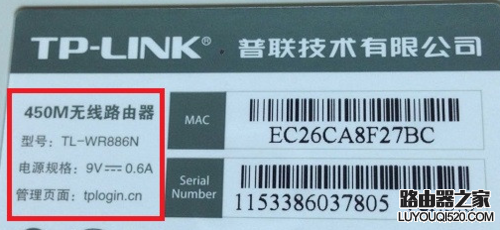 TP-LINK® 普联技术有限公司
450M无线路由器
型号：TL-WR886N
电源规格：9V⎓0.6A
管理页面：tplogin.cn
MAC
EC26CA8F27BC
Serial
Number
1153386037805
路由器之家
LUYOUQI520.COM